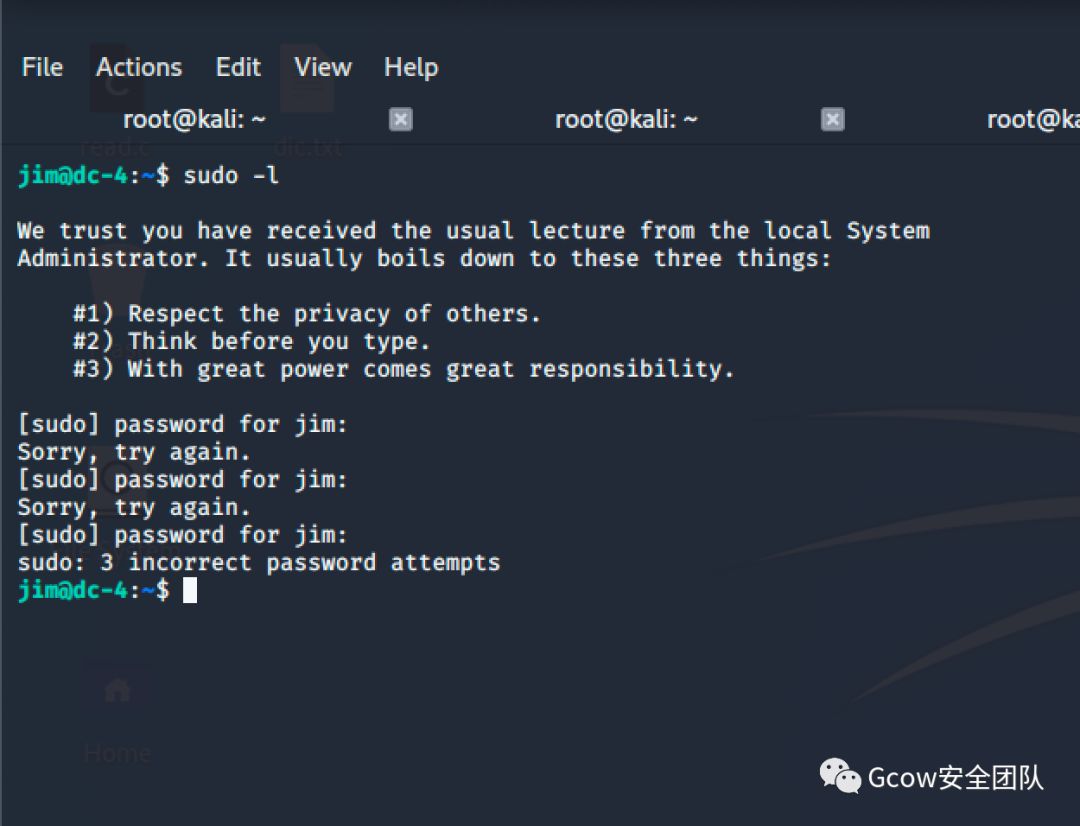 File Actions Edit View Help
root@kali: ~ root@kali: ~ root@ka
read.c dic.txt
jim@dc-4:~$ sudo -l
We trust you have received the usual lecture from the local System
Administrator. It usually boils down to these three things:
#1) Respect the privacy of others.
#2) Think before you type.
#3) With great power comes great responsibility.
[sudo] password for jim:
Sorry, try again.
[sudo] password for jim:
Sorry, try again.
[sudo] password for jim:
sudo: 3 incorrect password attempts
jim@dc-4:~$
Home
Gcow安全团队